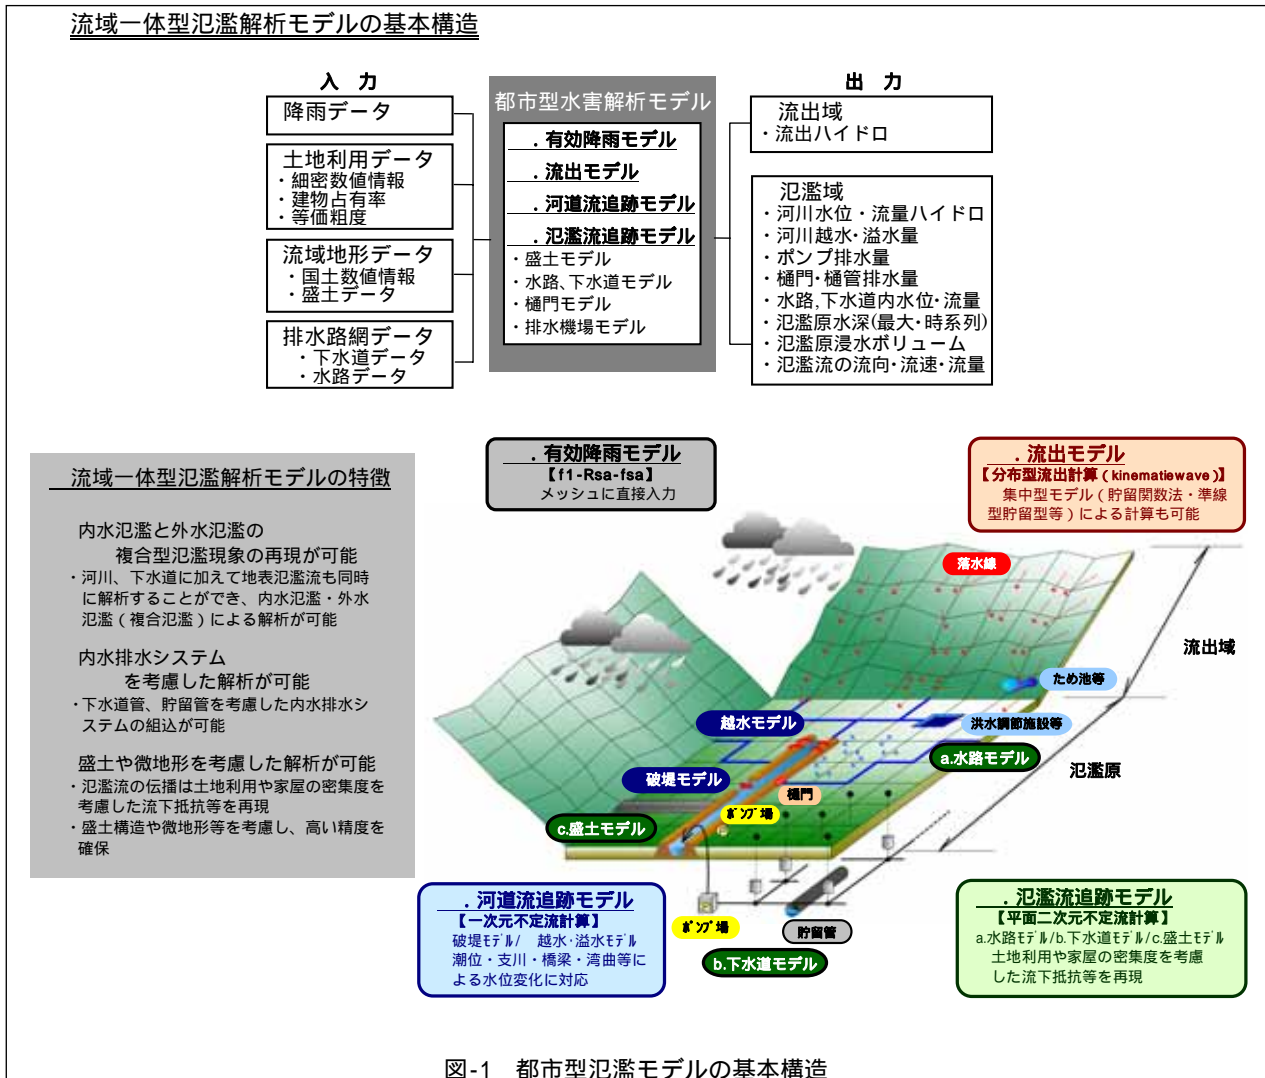 流域一体型氾濫解析モデルの基本構造
入 力
降雨データ
土地利用データ
・細密数値情報
・建物占有率
・等価粗度
流域地形データ
・国土数値情報
・盛土データ
排水路網データ
・下水道データ
・水路データ
都市型水害解析モデル
．有効降雨モデル
．流出モデル
．河道流追跡モデル
．氾濫流追跡モデル
・盛土モデル
・水路、下水道モデル
・樋門モデル
・排水機場モデル
出 力
流出域
・流出ハイドロ
氾濫域
・河川水位・流量ハイドロ
・河川越水・溢水量
・ポンプ排水量
・樋門・樋管排水量
・水路,下水道内水位・流量
・氾濫原水深(最大・時系列)
・氾濫原浸水ボリューム
・氾濫流の流向・流速・流量
流域一体型氾濫解析モデルの特徴
内水氾濫と外水氾濫の
複合型氾濫現象の再現が可能
・河川、下水道に加えて地表氾濫流も同時
に解析することができ、内水氾濫・外水
氾濫（複合氾濫）による解析が可能
内水排水システム
を考慮した解析が可能
・下水道管、貯留管を考慮した内水排水シ
ステムの組込が可能
盛土や微地形を考慮した解析が可能
・氾濫流の伝播は土地利用や家屋の密集度を
考慮した流下抵抗等を再現
・盛土構造や微地形等を考慮し、高い精度を
確保
．有効降雨モデル
【f1-Rsa-fsa】
メッシュに直接入力
．流出モデル
【分布型流出計算（kinematiewave）】
集中型モデル（貯留関数法・準線
型貯留型等）による計算も可能
落水線
流出域
ため池等
越水モデル
洪水調節施設等
a.水路モデル
氾濫原
破堤モデル
樋門
ﾎﾟﾝﾌﾟ場
c.盛土モデル
．河道流追跡モデル
【一次元不定流計算】
破堤ﾓﾃﾞﾙ/ 越水・溢水ﾓﾃﾞﾙ
潮位・支川・橋梁・湾曲等に
よる水位変化に対応
ﾎﾟﾝﾌﾟ場
貯留管
b.下水道モデル
．氾濫流追跡モデル
【平面二次元不定流計算】
a.水路ﾓﾃﾞﾙ/b.下水道ﾓﾃﾞﾙ/c.盛土ﾓﾃﾞﾙ
土地利用や家屋の密集度を考慮
した流下抵抗等を再現
図-1 都市型氾濫モデルの基本構造